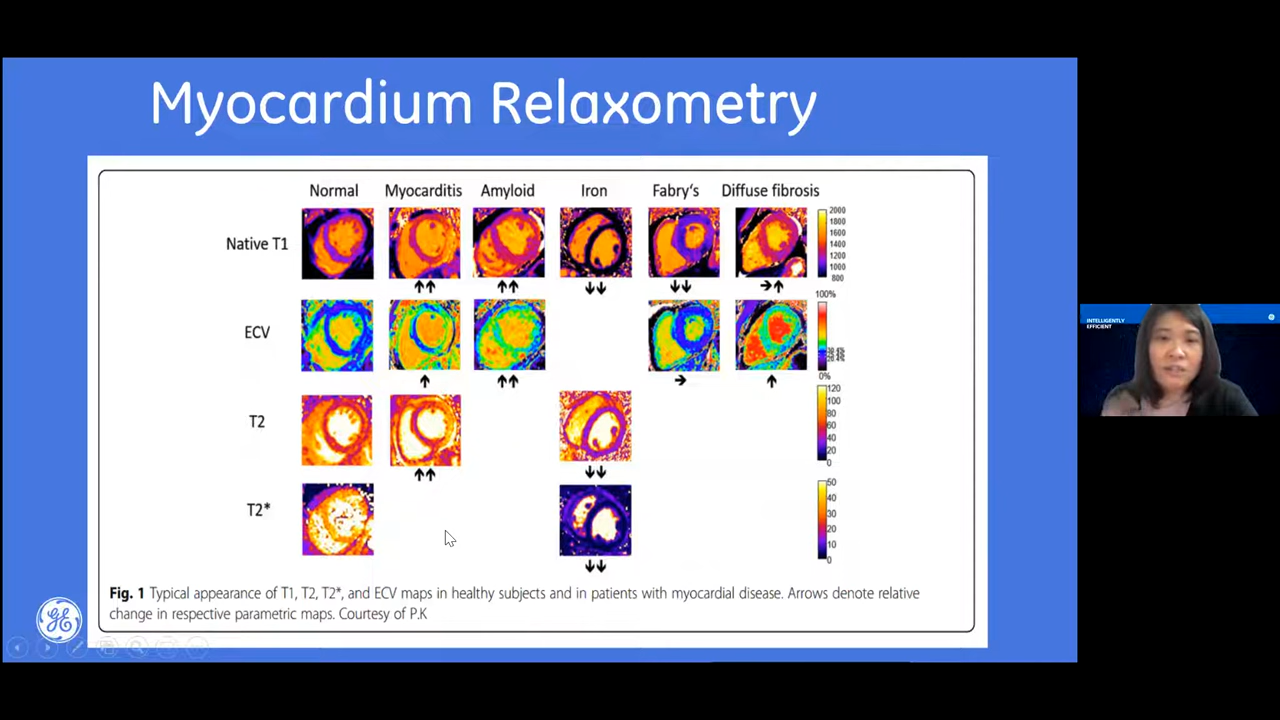 Myocardium Relaxometry
Normal Myocarditis Amyloid Iron Fabry's Diffuse fibrosis
Native T1
2000
1800
1600
1400
1200
1000
800
↑↑ ↑↑ ↓↓ ↓↓ →↑
ECV
100%
0%
↑ ↑↑ → ↑
T2
120
100
80
60
40
20
0
↑↑ ↓↓
T2*
50
40
30
20
10
0
↓↓
Fig. 1 Typical appearance of T1, T2, T2*, and ECV maps in healthy subjects and in patients with myocardial disease. Arrows denote relative
change in respective parametric maps. Courtesy of P.K
GE
INTELLIGENTLY
EFFICIENT